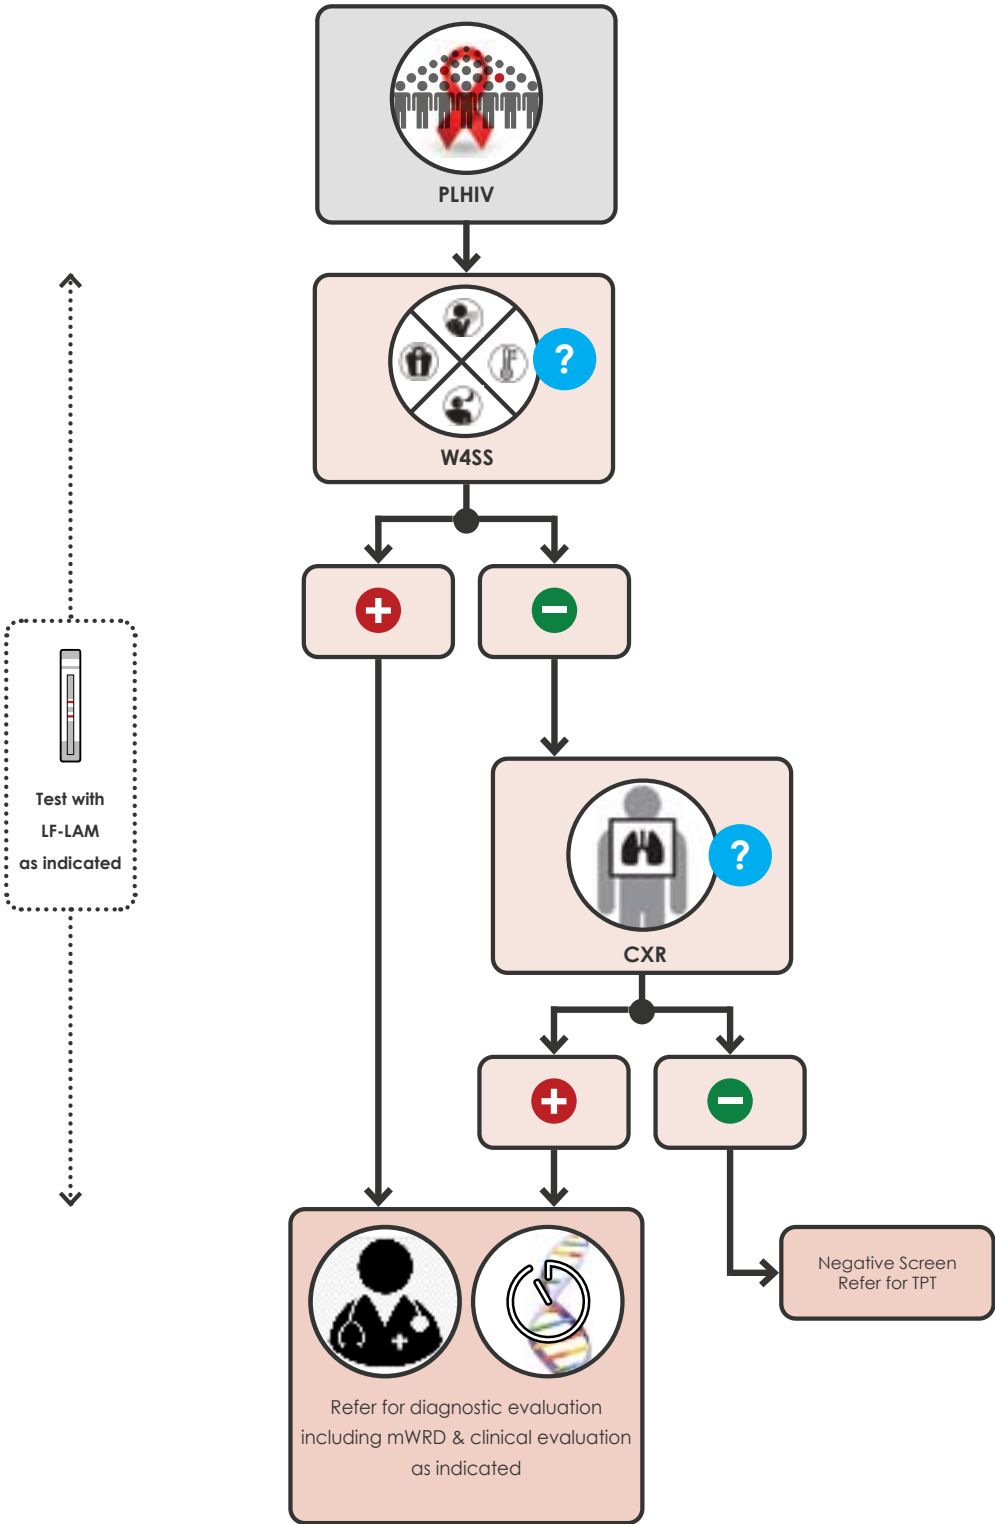 PLHIV
?
W4SS
+
−
Test with
LF-LAM
as indicated
?
CXR
+
−
Negative Screen
Refer for TPT
Refer for diagnostic evaluation
including mWRD & clinical evaluation
as indicated